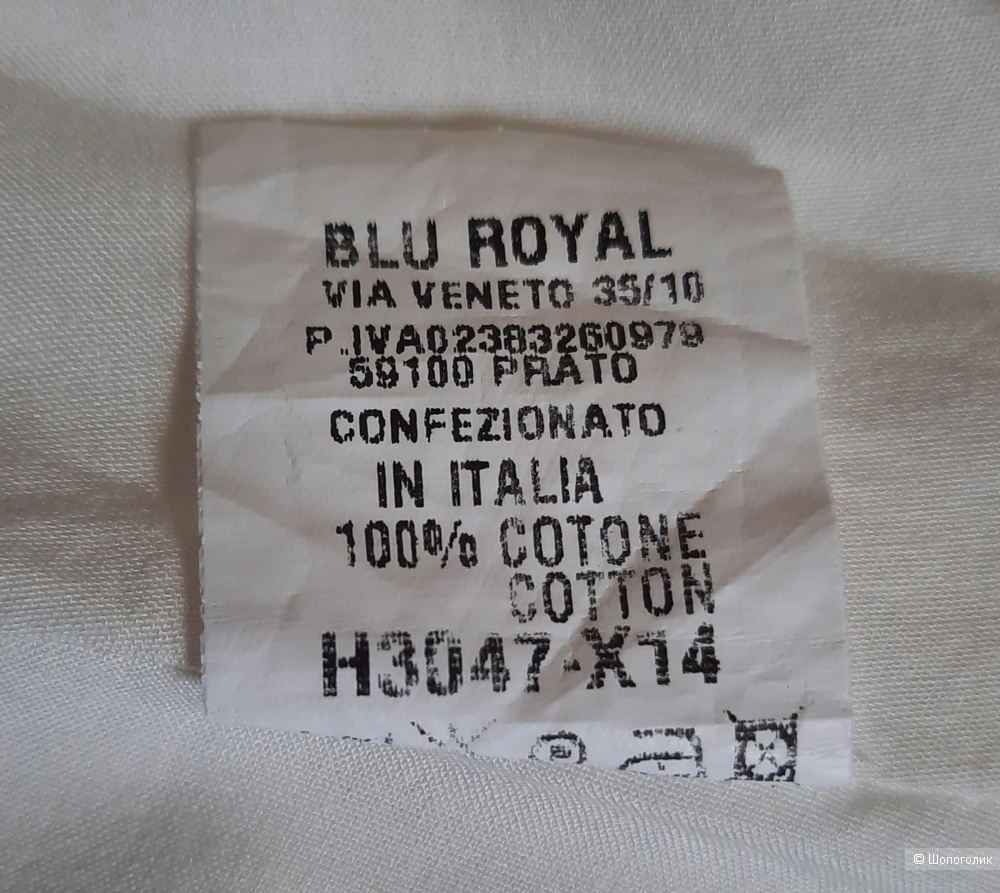 BLU ROYAL
VIA VENETO 35/10
P.IVA02383260979
59100 PRATO
CONFEZIONATO
IN ITALIA
100% COTONE
COTTON
H3047-X14
© Шопоголик